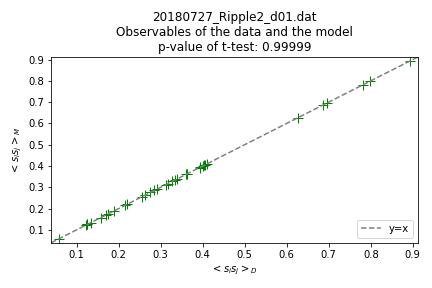 20180727_Ripple2_d01.dat
Observables of the data and the model
p-value of t-test: 0.99999
0.9
0.8
0.7
0.6
0.5
0.4
0.3
0.2
0.1
< s_i s_j >_M
y=x
0.1 0.2 0.3 0.4 0.5 0.6 0.7 0.8 0.9
< s_i s_j >_D